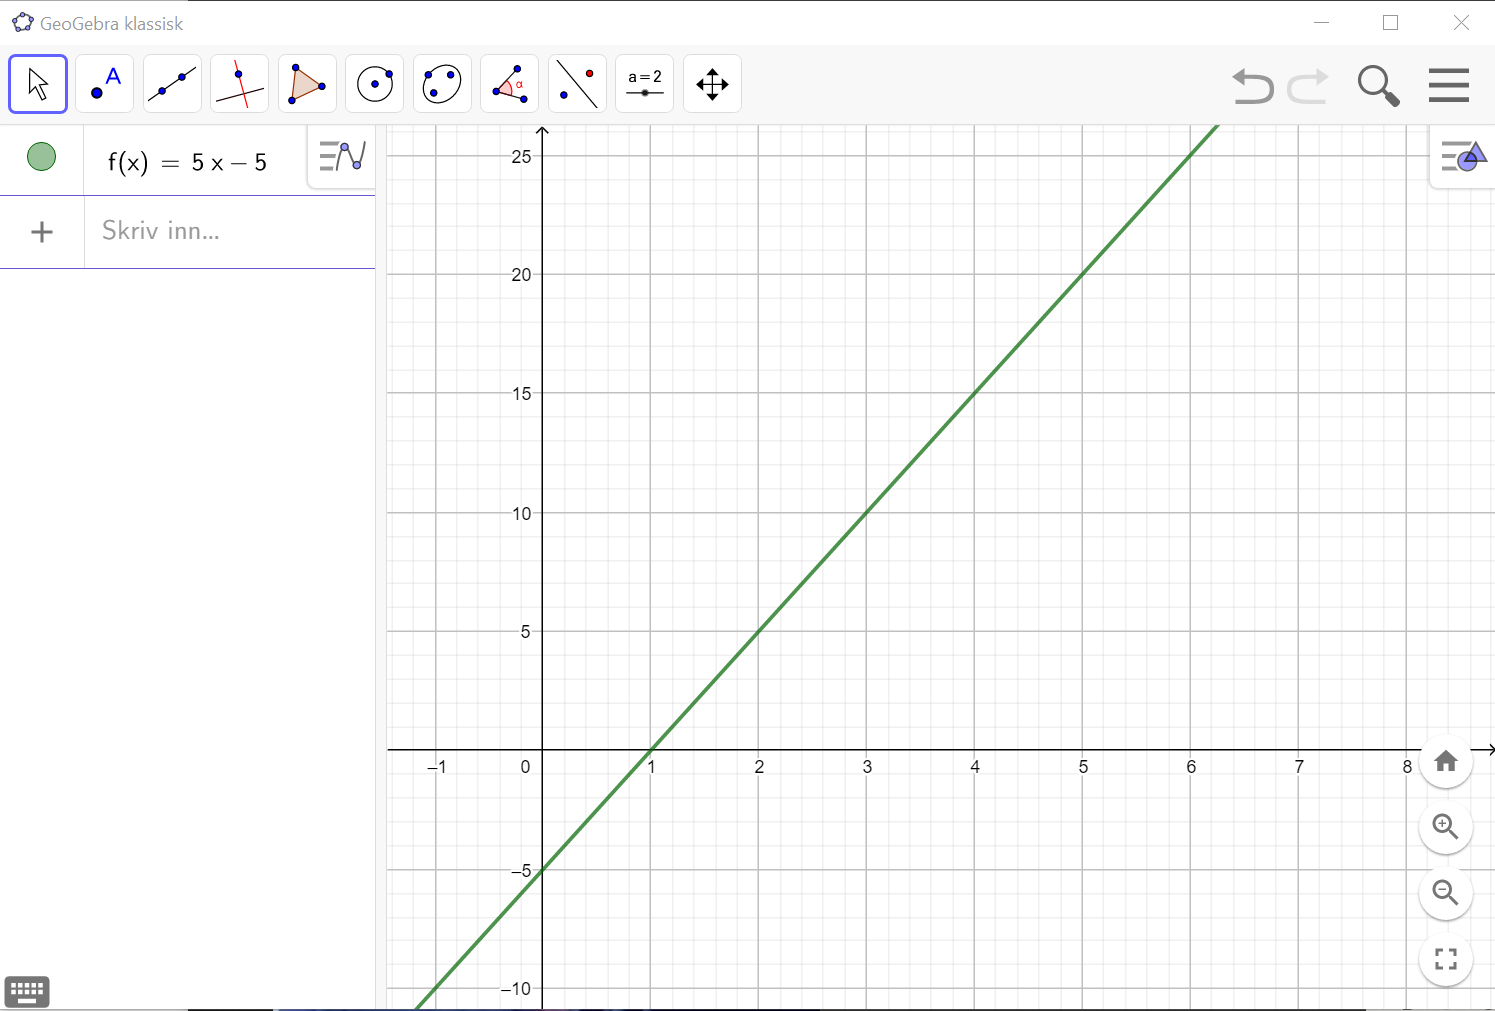 GeoGebra klassisk
A
α
a = 2
f(x) = 5 x – 5
Skriv inn...
25
20
15
10
5
–1 0 1 2 3 4 5 6 7 8
–5
–10